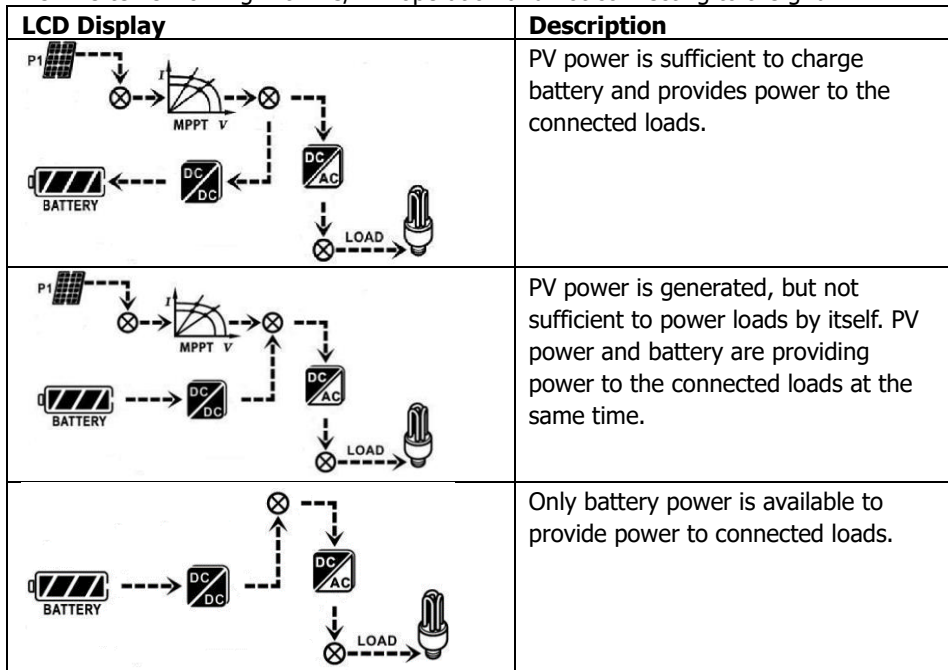 LCD Display
Description
P1
I
MPPT V
DC
DC
DC
AC
BATTERY
LOAD
PV power is sufficient to charge
battery and provides power to the
connected loads.
P1
I
MPPT V
DC
DC
DC
AC
BATTERY
LOAD
PV power is generated, but not
sufficient to power loads by itself. PV
power and battery are providing
power to the connected loads at the
same time.
DC
DC
DC
AC
BATTERY
LOAD
Only battery power is available to
provide power to connected loads.